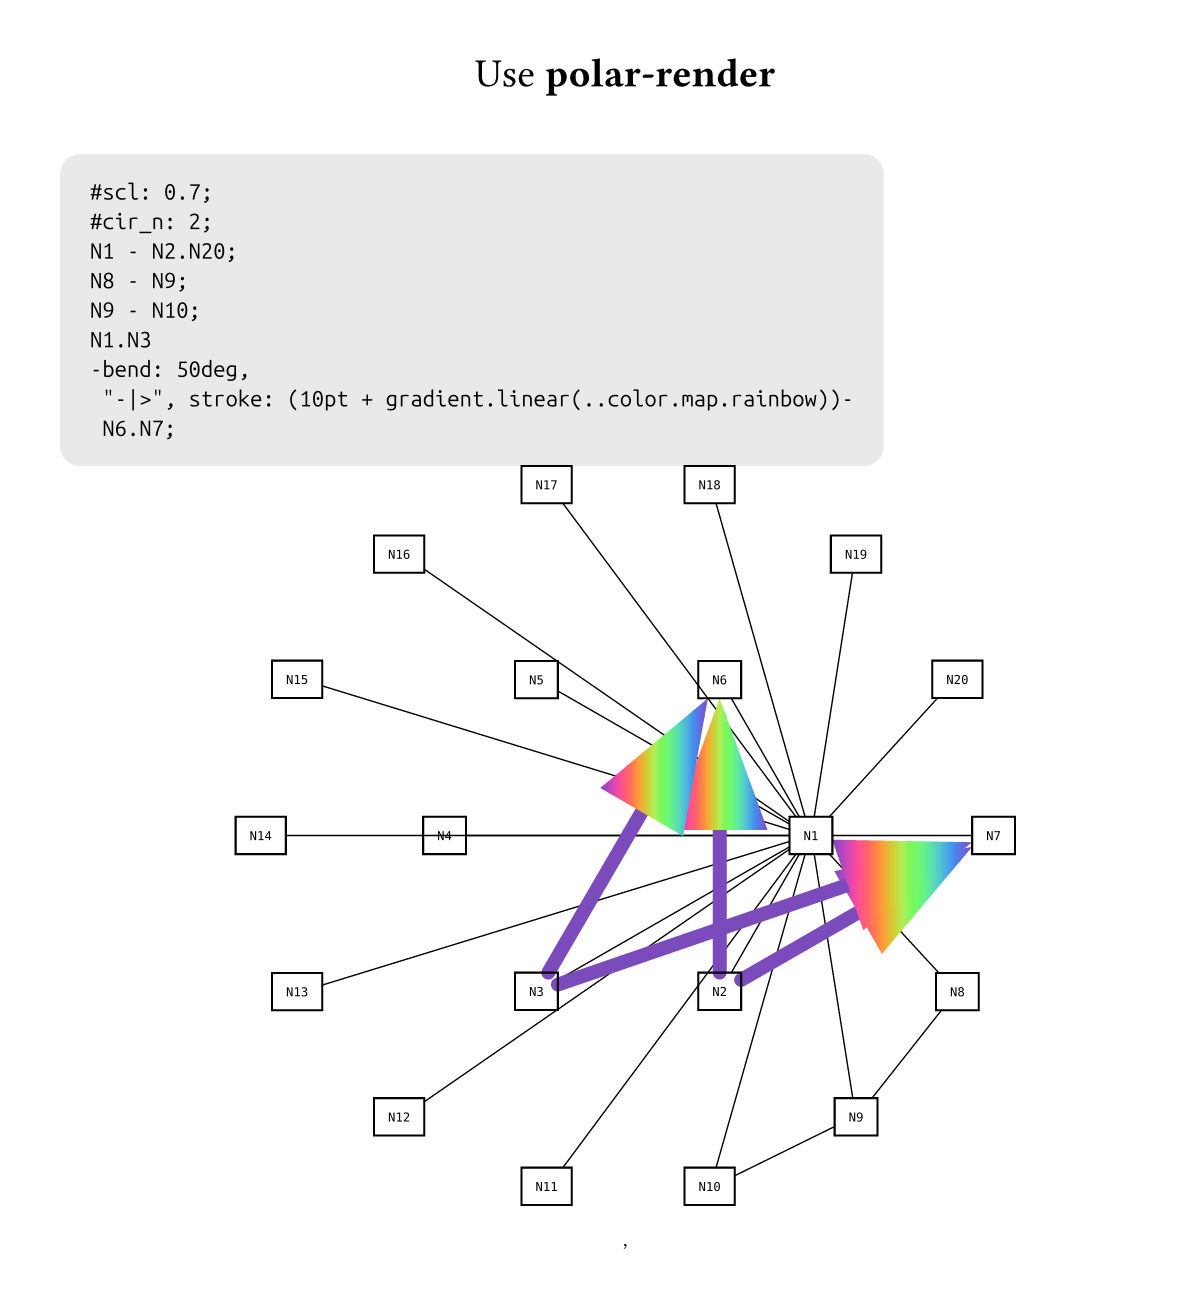 Use polar-render
#scl: 0.7;
#cir_n: 2;
N1 - N2.N20;
N8 - N9;
N9 - N10;
N1.N3
-bend: 50deg,
 "-|>", stroke: (10pt + gradient.linear(..color.map.rainbow))-
 N6.N7;
N17 N18
N16 N19
N15 N5 N6 N20
N14 N4 N1 N7
N13 N3 N2 N8
N12 N9
N11 N10
,